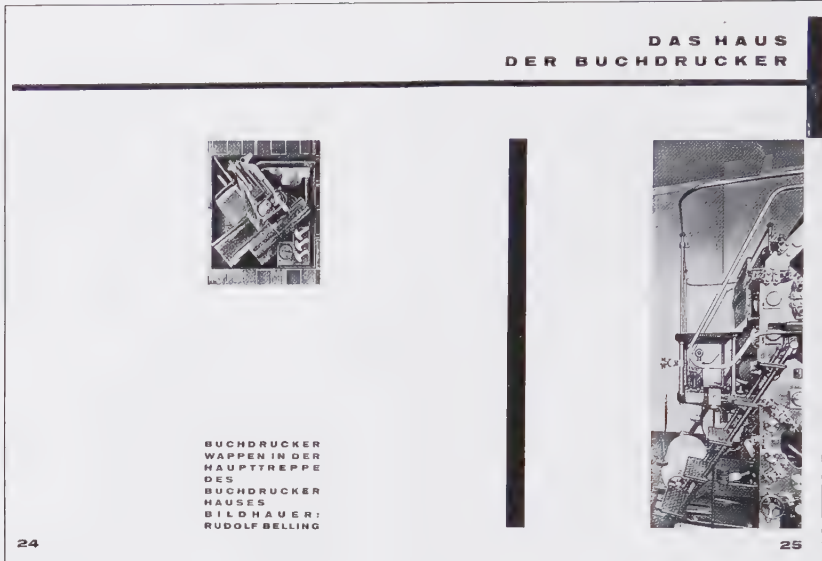 DAS HAUS
DER BUCHDRUCKER
BUCHDRUCKER
WAPPEN IN DER
HAUPTTREPPE
DES
BUCHDRUCKER
HAUSES
BILDHAUER:
RUDOLF BELLING
24
25